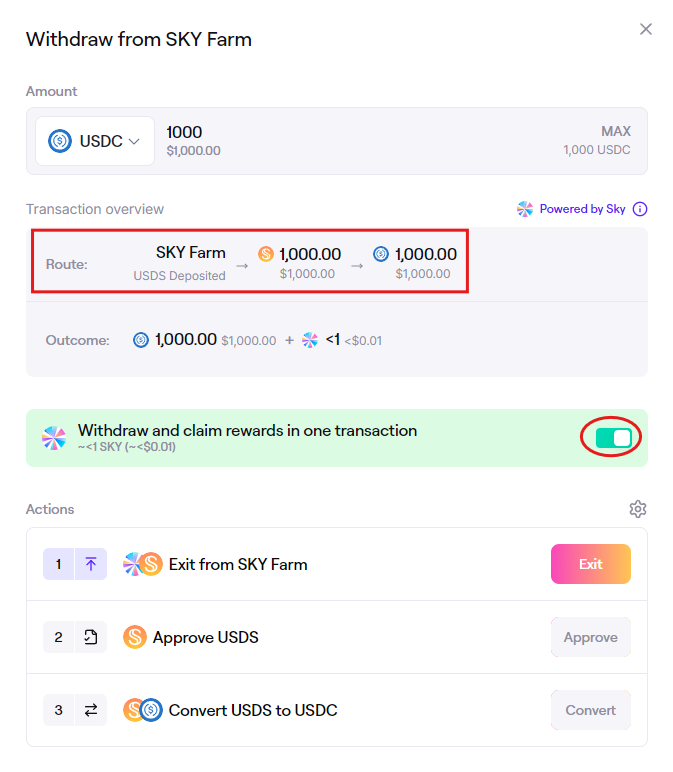 Withdraw from SKY Farm
Amount
USDC
1000
$1,000.00
MAX
1,000 USDC
Transaction overview
Powered by Sky
Route:
SKY Farm
USDS Deposited
→
1,000.00
$1,000.00
→
1,000.00
$1,000.00
Outcome:
1,000.00 $1,000.00 + <1 <$0.01
Withdraw and claim rewards in one transaction
~<1 SKY (~<$0.01)
Actions
1
Exit from SKY Farm
Exit
2
Approve USDS
Approve
3
Convert USDS to USDC
Convert